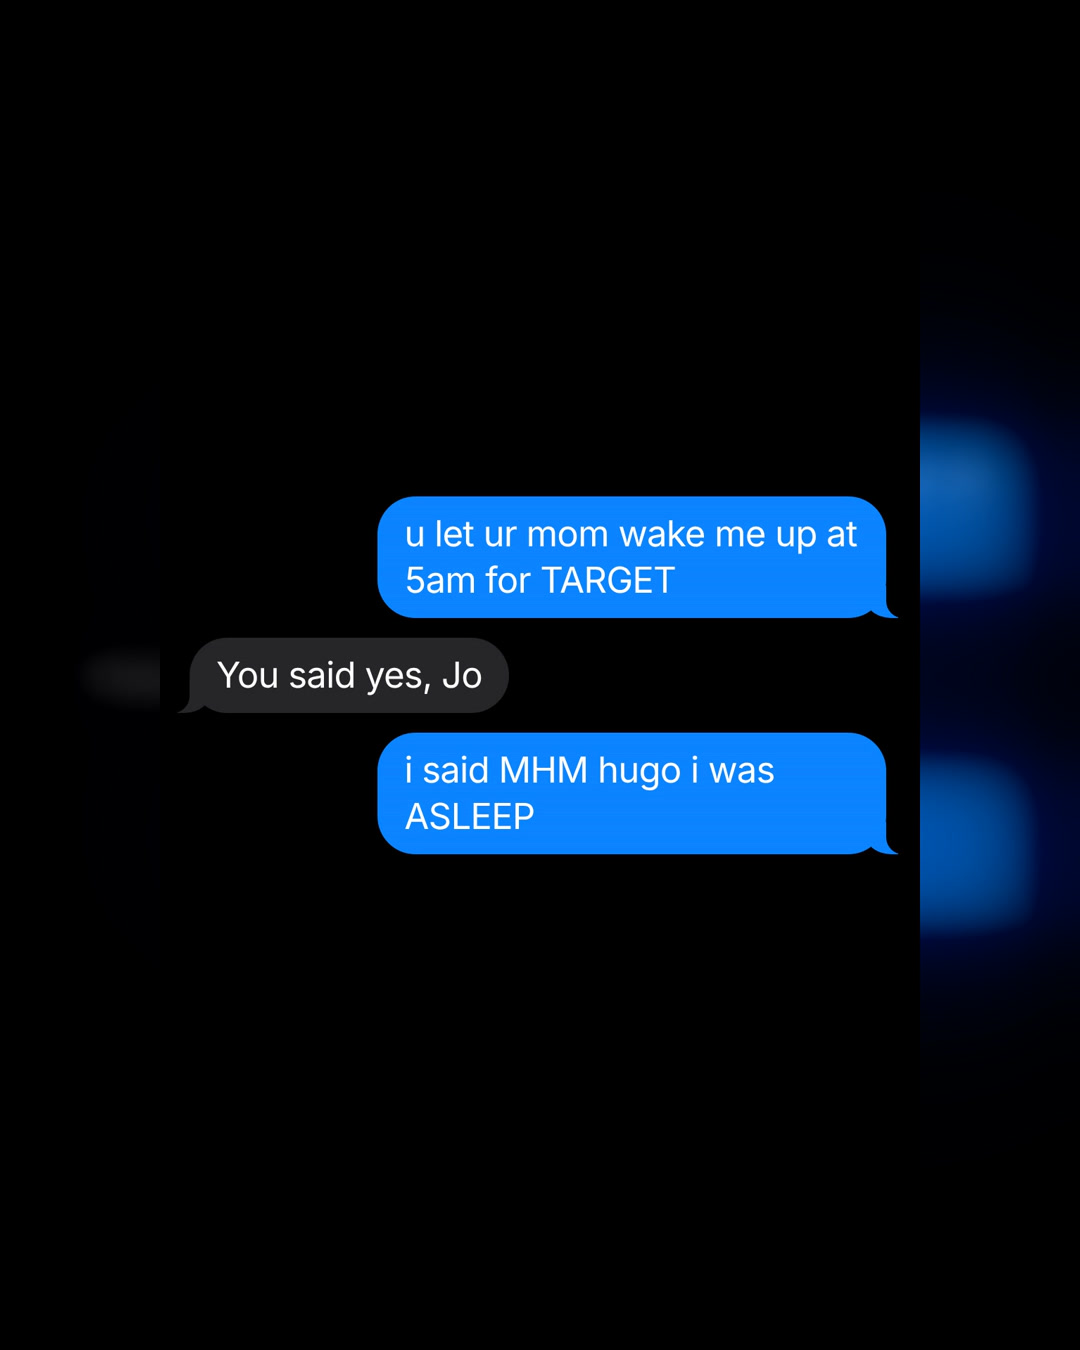 u let ur mom wake me up at
5am for TARGET
You said yes, Jo
i said MHM hugo i was
ASLEEP